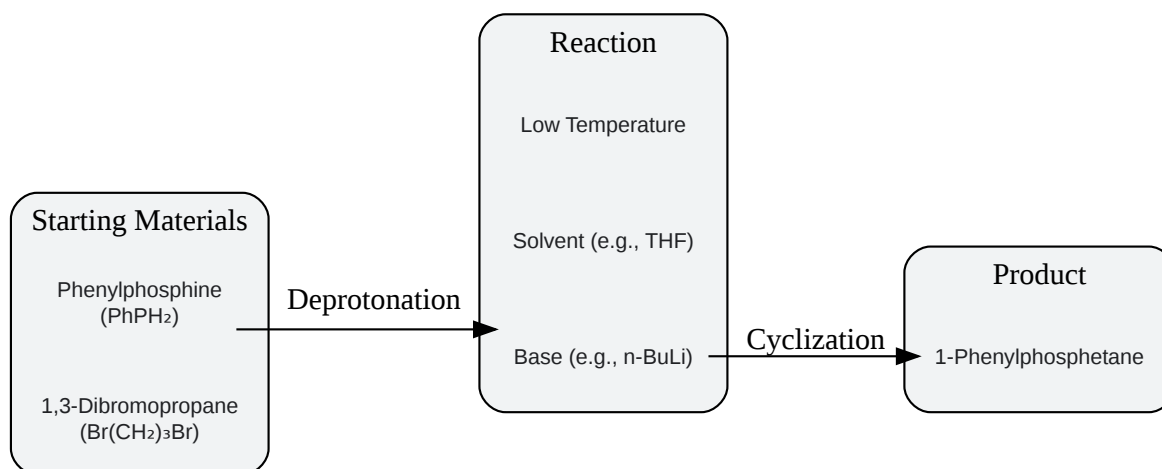 Starting Materials
Phenylphosphine
(PhPH₂)
1,3-Dibromopropane
(Br(CH₂)₃Br)
Deprotonation
Reaction
Low Temperature
Solvent (e.g., THF)
Base (e.g., n-BuLi)
Cyclization
Product
1-Phenylphosphetane